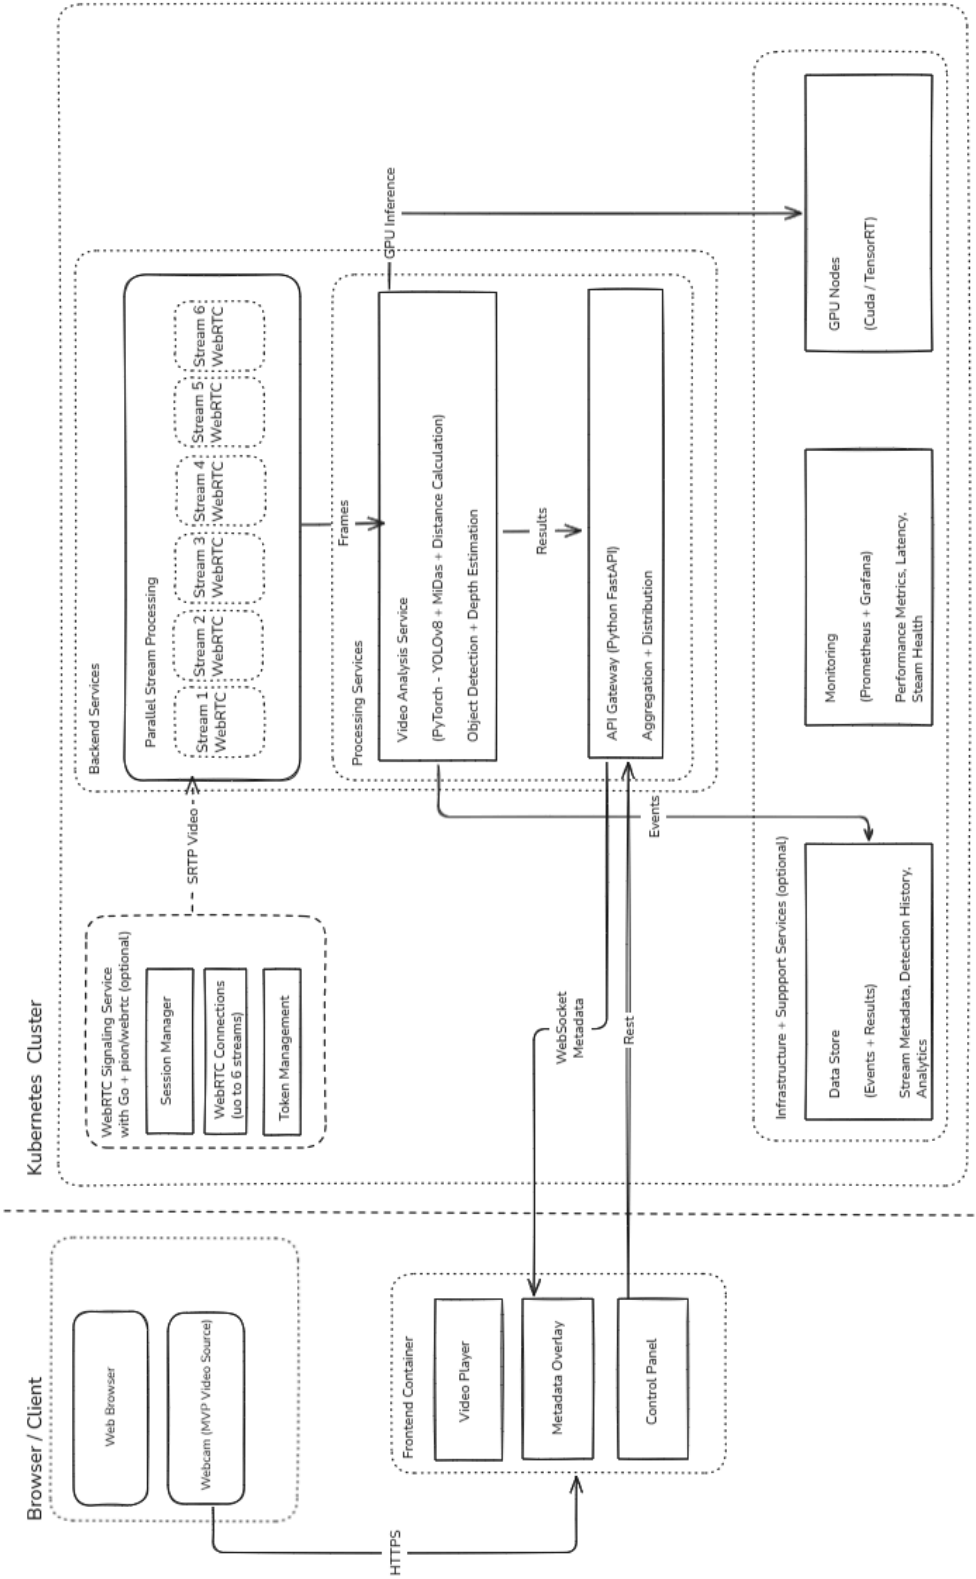 Browser / Client
Web Browser
Webcam (MVP Video Source)
HTTPS
Frontend Container
Video Player
Metadata Overlay
Control Panel
Kubernetes Cluster
WebRTC Signaling Service
with Go + pion/webrtc (optional)
Session Manager
WebRTC Connections
(uo to 6 streams)
Token Management
SRTP Video
WebSocket
Metadata
Rest
Backend Services
Parallel Stream Processing
Stream 1
WebRTC
Stream 2
WebRTC
Stream 3
WebRTC
Stream 4
WebRTC
Stream 5
WebRTC
Stream 6
WebRTC
Frames
Processing Services
Video Analysis Service
(PyTorch - YOLOv8 + MiDas + Distance Calculation)
Object Detection + Depth Estimation
GPU Inference
Results
API Gateway (Python FastAPI)
Aggregation + Distribution
Events
Infrastructure + Suppport Services (optional)
Data Store
(Events + Results)
Stream Metadata, Detection History,
Analytics
Monitoring
(Prometheus + Grafana)
Performance Metrics, Latency,
Steam Health
GPU Nodes
(Cuda / TensorRT)